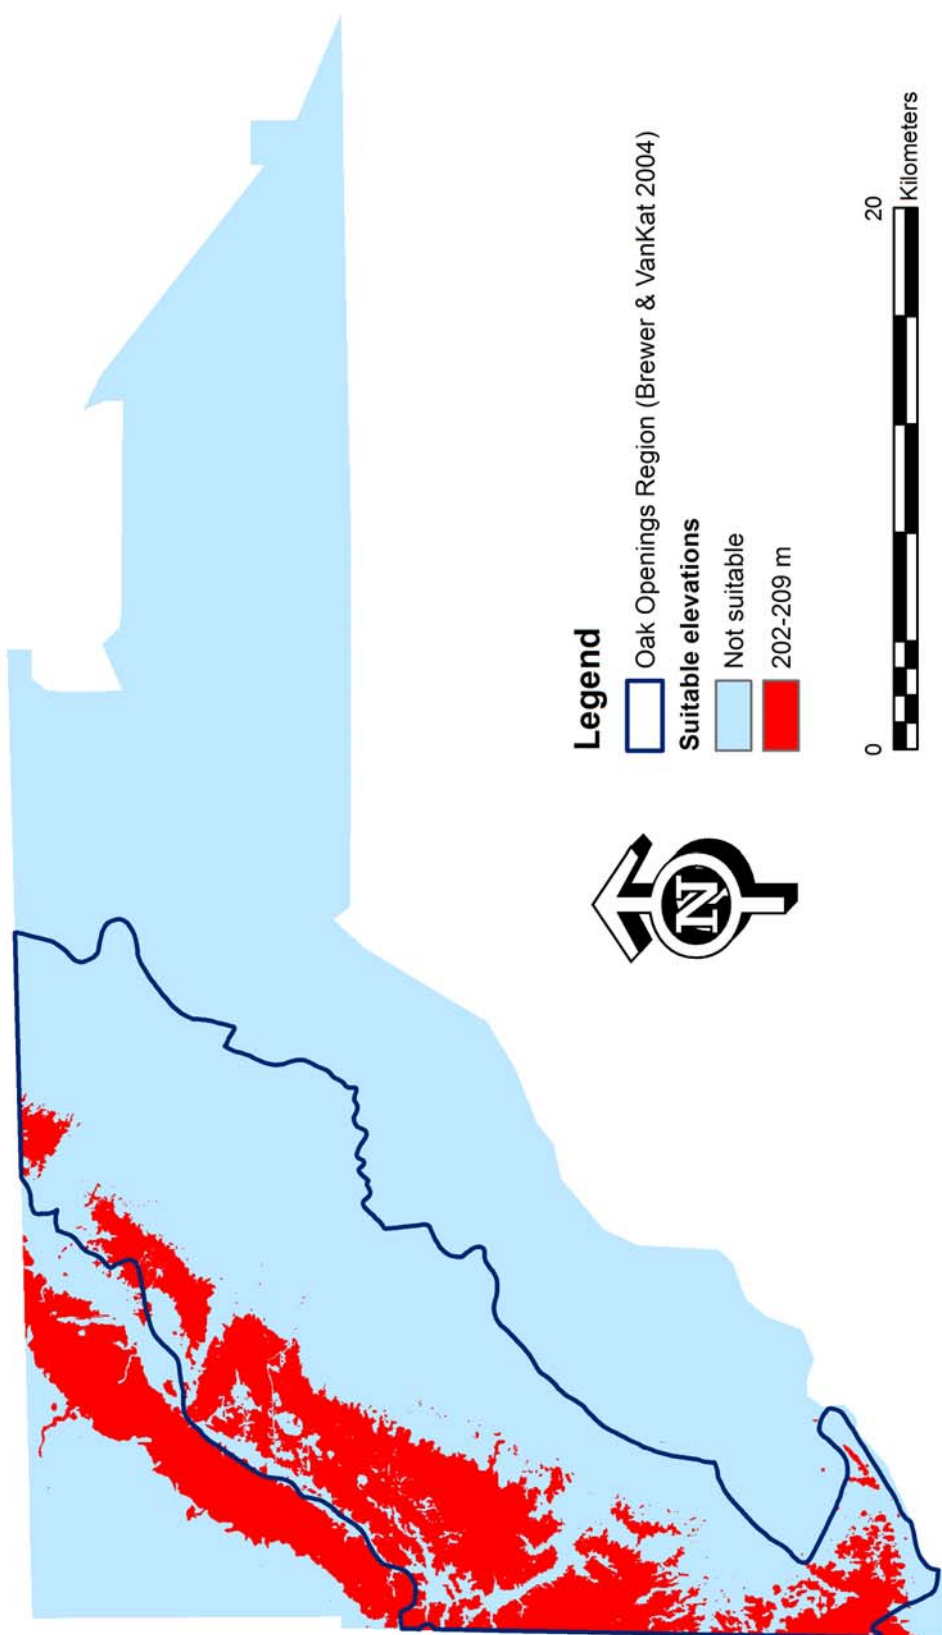 Legend
Oak Openings Region (Brewer & VanKat 2004)
Suitable elevations
Not suitable
202-209 m
N
0 20
Kilometers